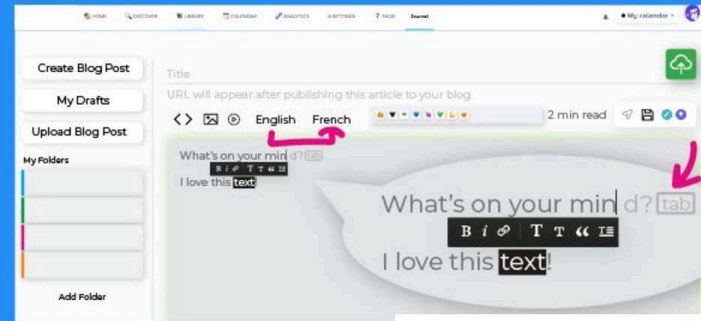 HOME DISCOVER LIBRARY CALENDAR ANALYTICS SETTINGS ? FAQS Journal My calendar
Create Blog Post
My Drafts
Upload Blog Post
My Folders
Add Folder
Title
URL will appear after publishing this article to your blog
English French 2 min read
What's on your min d? tab
B i T T “
I love this text!
What's on your min d? tab
B i T T “
I love this text!